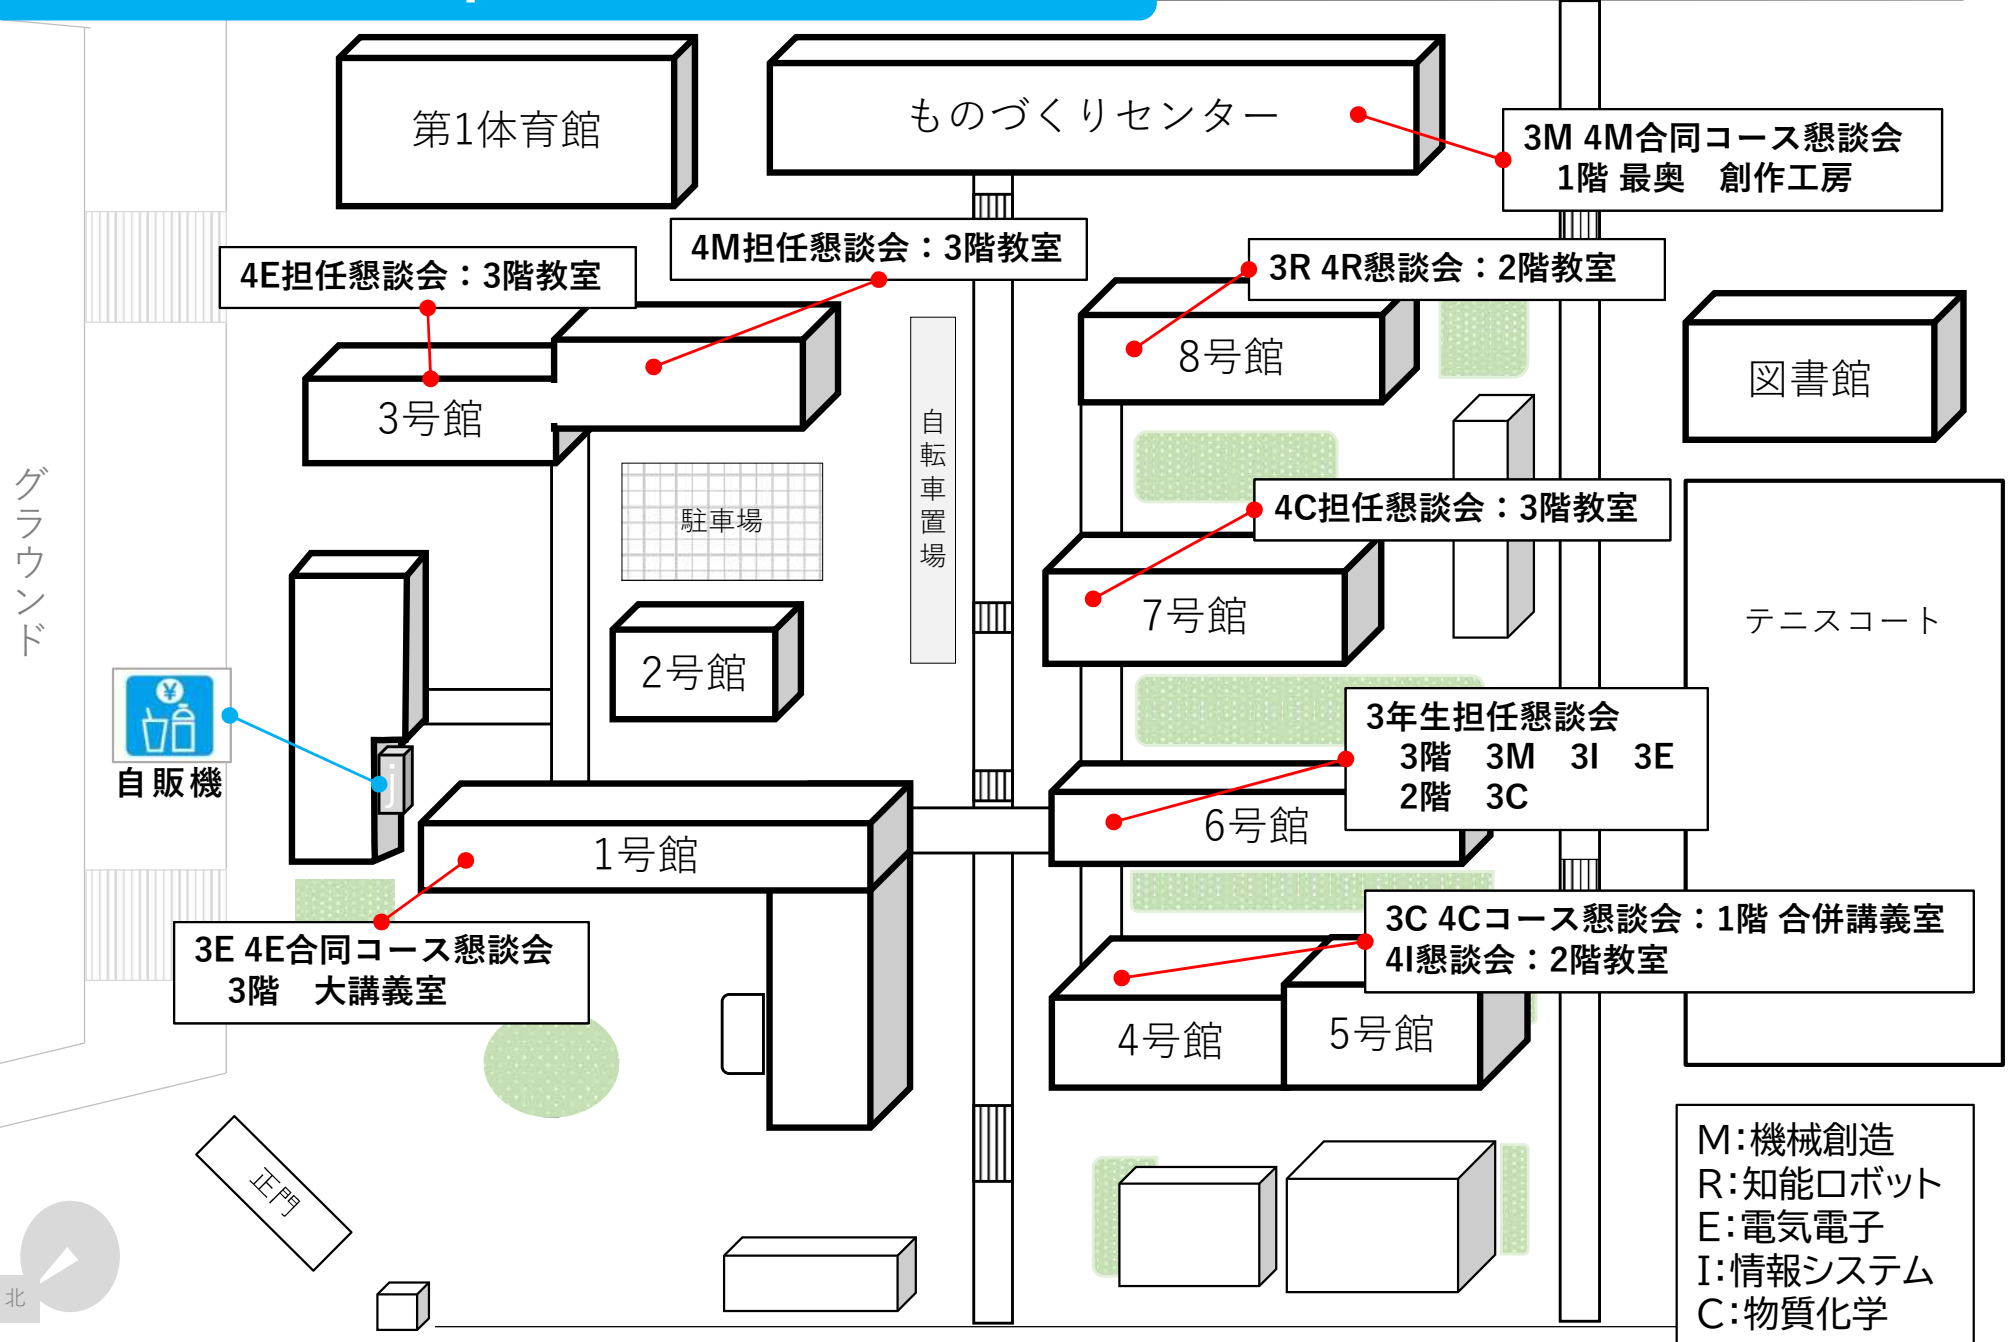 第1体育館
ものづくりセンター
3M 4M合同コース懇談会
1階 最奥　創作工房
4M担任懇談会：3階教室
4E担任懇談会：3階教室
3R 4R懇談会：2階教室
8号館
図書館
3号館
自転車置場
駐車場
グラウンド
4C担任懇談会：3階教室
7号館
テニスコート
2号館
自販機
j
3年生担任懇談会
3階　3M　3I　3E
2階　3C
6号館
1号館
3E 4E合同コース懇談会
3階　大講義室
3C 4Cコース懇談会：1階 合併講義室
4I懇談会：2階教室
4号館
5号館
正門
北
M：機械創造
R：知能ロボット
E：電気電子
I：情報システム
C：物質化学